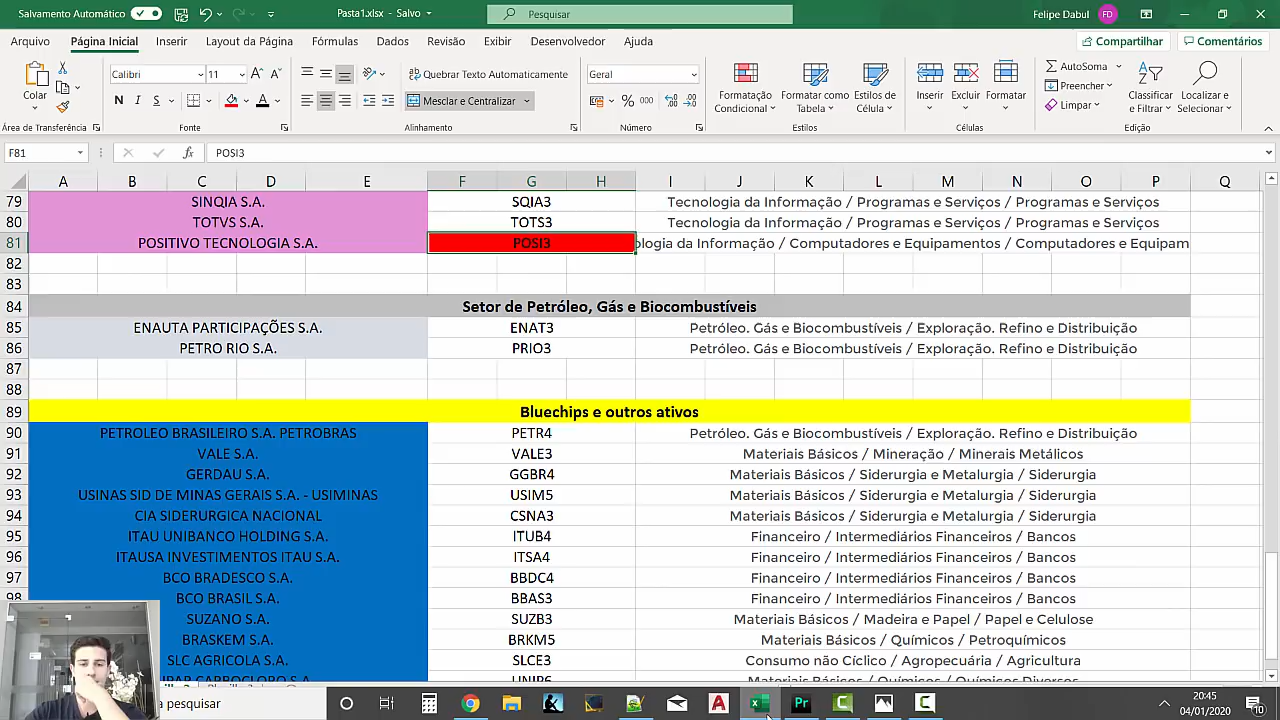 Salvamento Automático
Pasta1.xlsx - Salvo
Pesquisar
Felipe Dabul
FD
Arquivo
Página Inicial
Inserir
Layout da Página
Fórmulas
Dados
Revisão
Exibir
Desenvolvedor
Ajuda
Compartilhar
Comentários
Colar
Calibri
11
N I S
Quebrar Texto Automaticamente
Mesclar e Centralizar
Geral
% 000
Formatação Condicional
Formatar como Tabela
Estilos de Célula
Inserir
Excluir
Formatar
AutoSoma
Preencher
Limpar
Classificar e Filtrar
Localizar e Selecionar
Área de Transferência
Fonte
Alinhamento
Número
Estilos
Células
Edição
F81
fx
POSI3
A B C D E F G H I J K L M N O P Q
79 SINQIA S.A. SQIA3 Tecnologia da Informação / Programas e Serviços / Programas e Serviços
80 TOTVS S.A. TOTS3 Tecnologia da Informação / Programas e Serviços / Programas e Serviços
81 POSITIVO TECNOLOGIA S.A. POSI3 ologia da Informação / Computadores e Equipamentos / Computadores e Equipam
82
83
84 Setor de Petróleo, Gás e Biocombustíveis
85 ENAUTA PARTICIPAÇÕES S.A. ENAT3 Petróleo. Gás e Biocombustíveis / Exploração. Refino e Distribuição
86 PETRO RIO S.A. PRIO3 Petróleo. Gás e Biocombustíveis / Exploração. Refino e Distribuição
87
88
89 Bluechips e outros ativos
90 PETROLEO BRASILEIRO S.A. PETROBRAS PETR4 Petróleo. Gás e Biocombustíveis / Exploração. Refino e Distribuição
91 VALE S.A. VALE3 Materiais Básicos / Mineração / Minerais Metálicos
92 GERDAU S.A. GGBR4 Materiais Básicos / Siderurgia e Metalurgia / Siderurgia
93 USINAS SID DE MINAS GERAIS S.A. - USIMINAS USIM5 Materiais Básicos / Siderurgia e Metalurgia / Siderurgia
94 CIA SIDERURGICA NACIONAL CSNA3 Materiais Básicos / Siderurgia e Metalurgia / Siderurgia
95 ITAU UNIBANCO HOLDING S.A. ITUB4 Financeiro / Intermediários Financeiros / Bancos
96 ITAUSA INVESTIMENTOS ITAU S.A. ITSA4 Financeiro / Intermediários Financeiros / Bancos
97 BCO BRADESCO S.A. BBDC4 Financeiro / Intermediários Financeiros / Bancos
98 BCO BRASIL S.A. BBAS3 Financeiro / Intermediários Financeiros / Bancos
SUZANO S.A. SUZB3 Materiais Básicos / Madeira e Papel / Papel e Celulose
BRASKEM S.A. BRKM5 Materiais Básicos / Químicos / Petroquímicos
SLC AGRICOLA S.A. SLCE3 Consumo não Cíclico / Agropecuária / Agricultura
UNIPAR CARBOCLORO S.A. UNIP6 Materiais Básicos / Químicos / Químicos Diversos
a pesquisar
20:45
04/01/2020